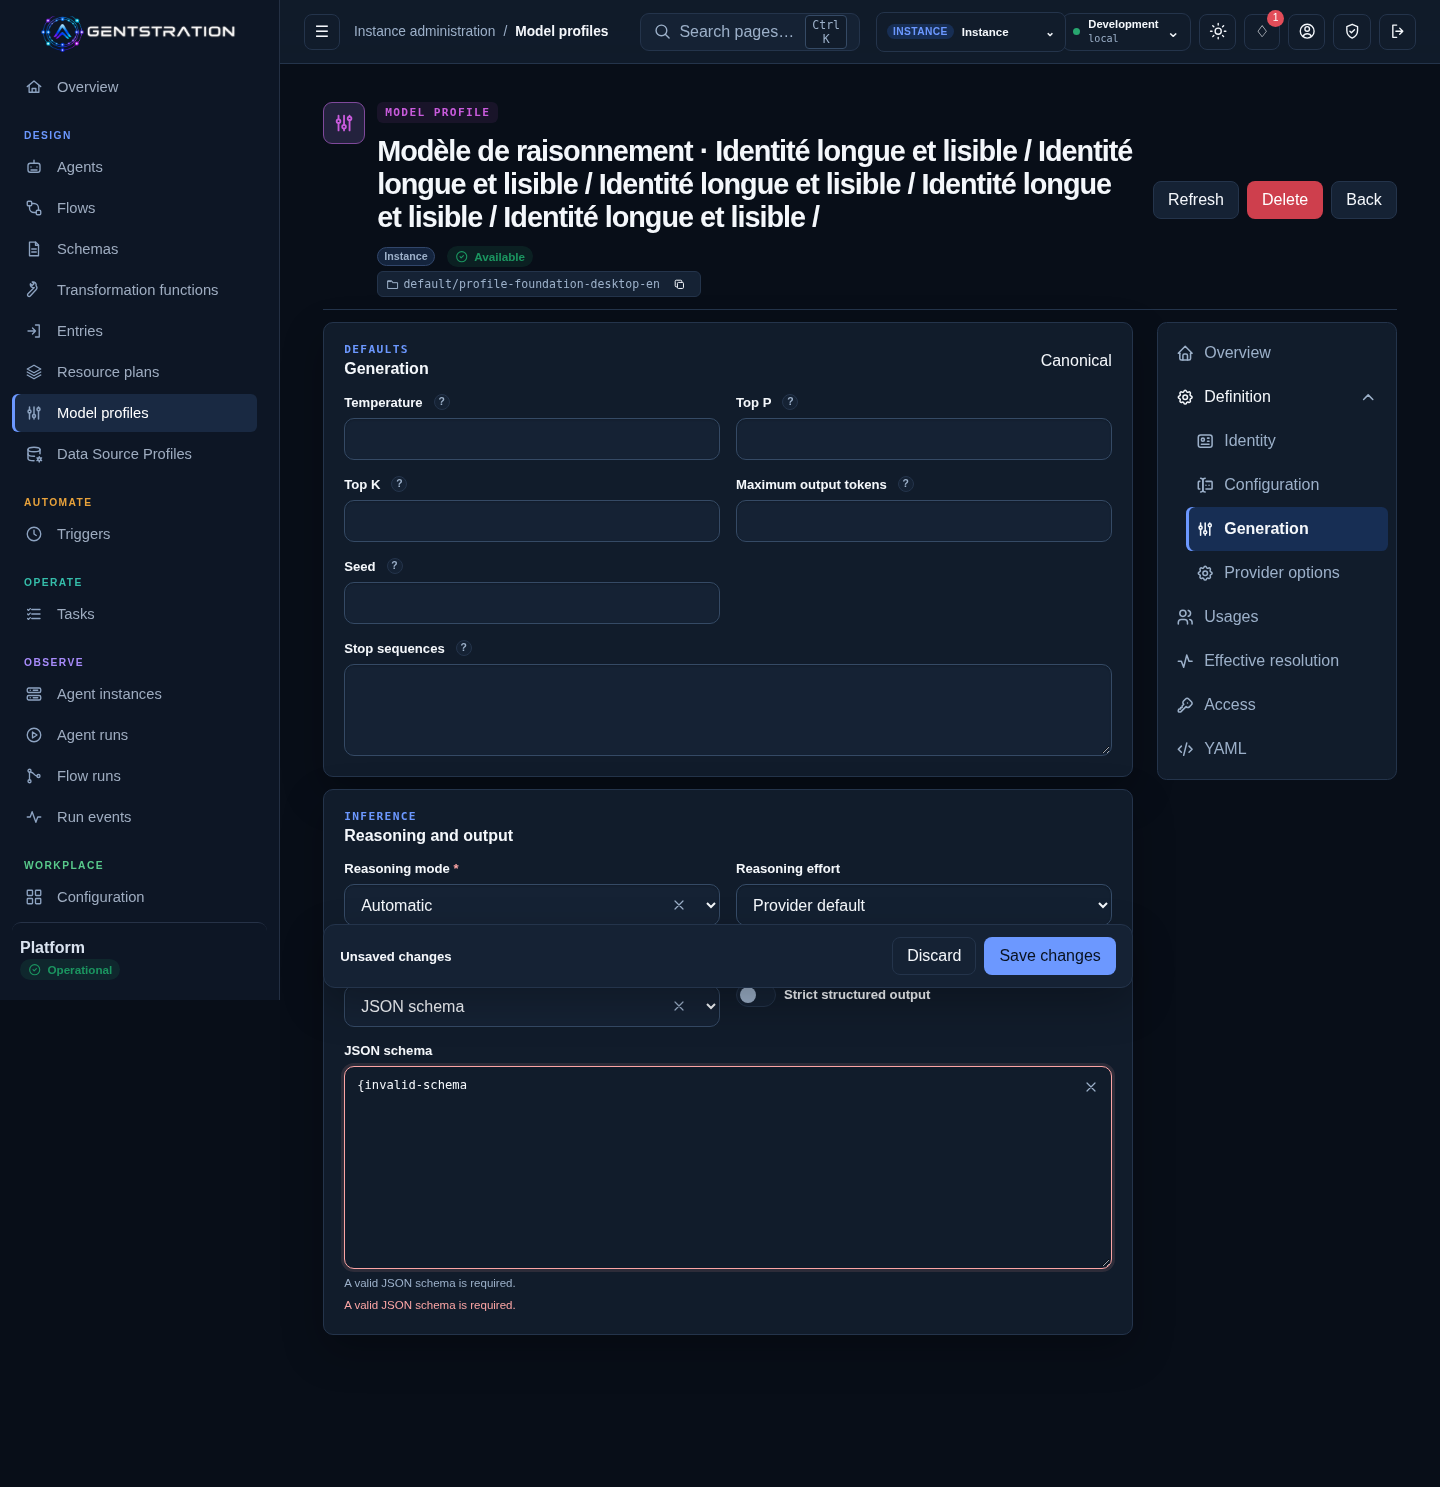 GENTSTRATION
Overview
DESIGN
Agents
Flows
Schemas
Transformation functions
Entries
Resource plans
Model profiles
Data Source Profiles
AUTOMATE
Triggers
OPERATE
Tasks
OBSERVE
Agent instances
Agent runs
Flow runs
Run events
WORKPLACE
Configuration
Platform
Operational
Instance administration / Model profiles
Search pages…
Ctrl
K
INSTANCE Instance
Development
local
1
MODEL PROFILE
Modèle de raisonnement · Identité longue et lisible / Identité
longue et lisible / Identité longue et lisible / Identité longue
et lisible / Identité longue et lisible /
Instance
Available
default/profile-foundation-desktop-en
Refresh
Delete
Back
DEFAULTS
Generation
Canonical
Temperature ?
Top P ?
Top K ?
Maximum output tokens ?
Seed ?
Stop sequences ?
INFERENCE
Reasoning and output
Reasoning mode *
Reasoning effort
Automatic
Provider default
Unsaved changes
Discard
Save changes
JSON schema
Strict structured output
JSON schema
{invalid-schema
A valid JSON schema is required.
A valid JSON schema is required.
Overview
Definition
Identity
Configuration
Generation
Provider options
Usages
Effective resolution
Access
YAML